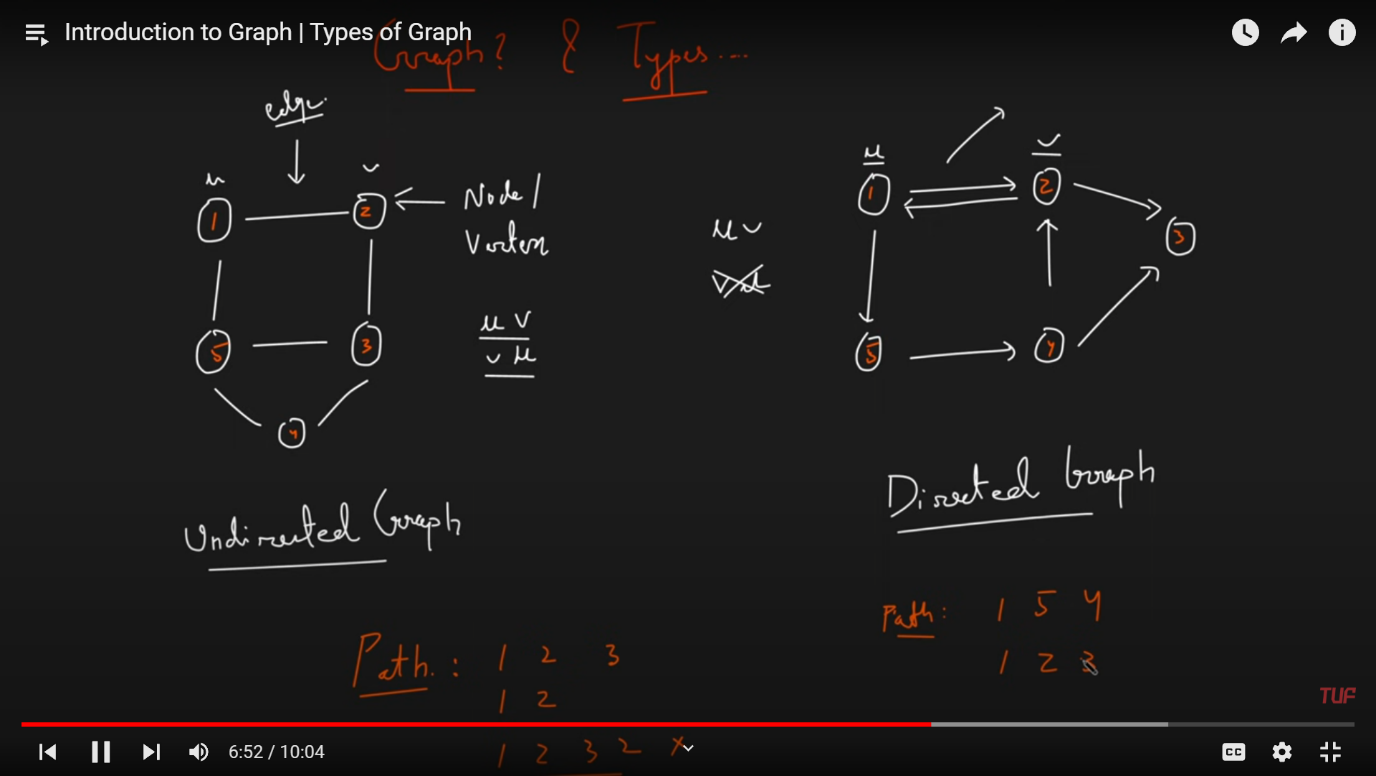 Introduction to Graph | Types of Graph
Graph? & Types....
edge.
u v
1 2
Node/
Vertex
5 3
4
u v
v u
Undirected Graph
Path: 1 2 3
1 2
1 2 3 2 x
u v
1 2
3
5 4
u v
v u
Directed Graph
Path: 1 5 4
1 2 3
TUF
6:52 / 10:04
CC